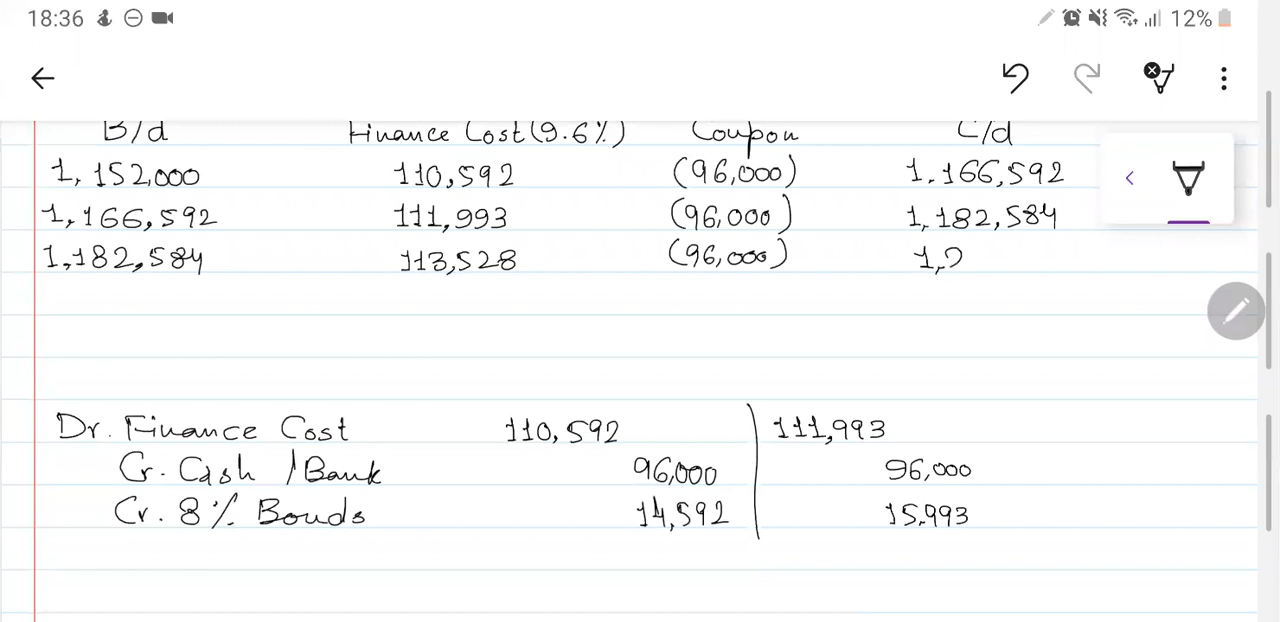 18:36 12%
B/d Finance Cost (9.6%) Coupon C/d
1,152,000 110,592 (96,000) 1,166,592
1,166,592 111,993 (96,000) 1,182,584
1,182,584 113,528 (96,000) 1,2
Dr. Finance Cost 110,592 111,993
Cr. Cash / Bank 96,000 96,000
Cr. 8% Bonds 14,592 15,993